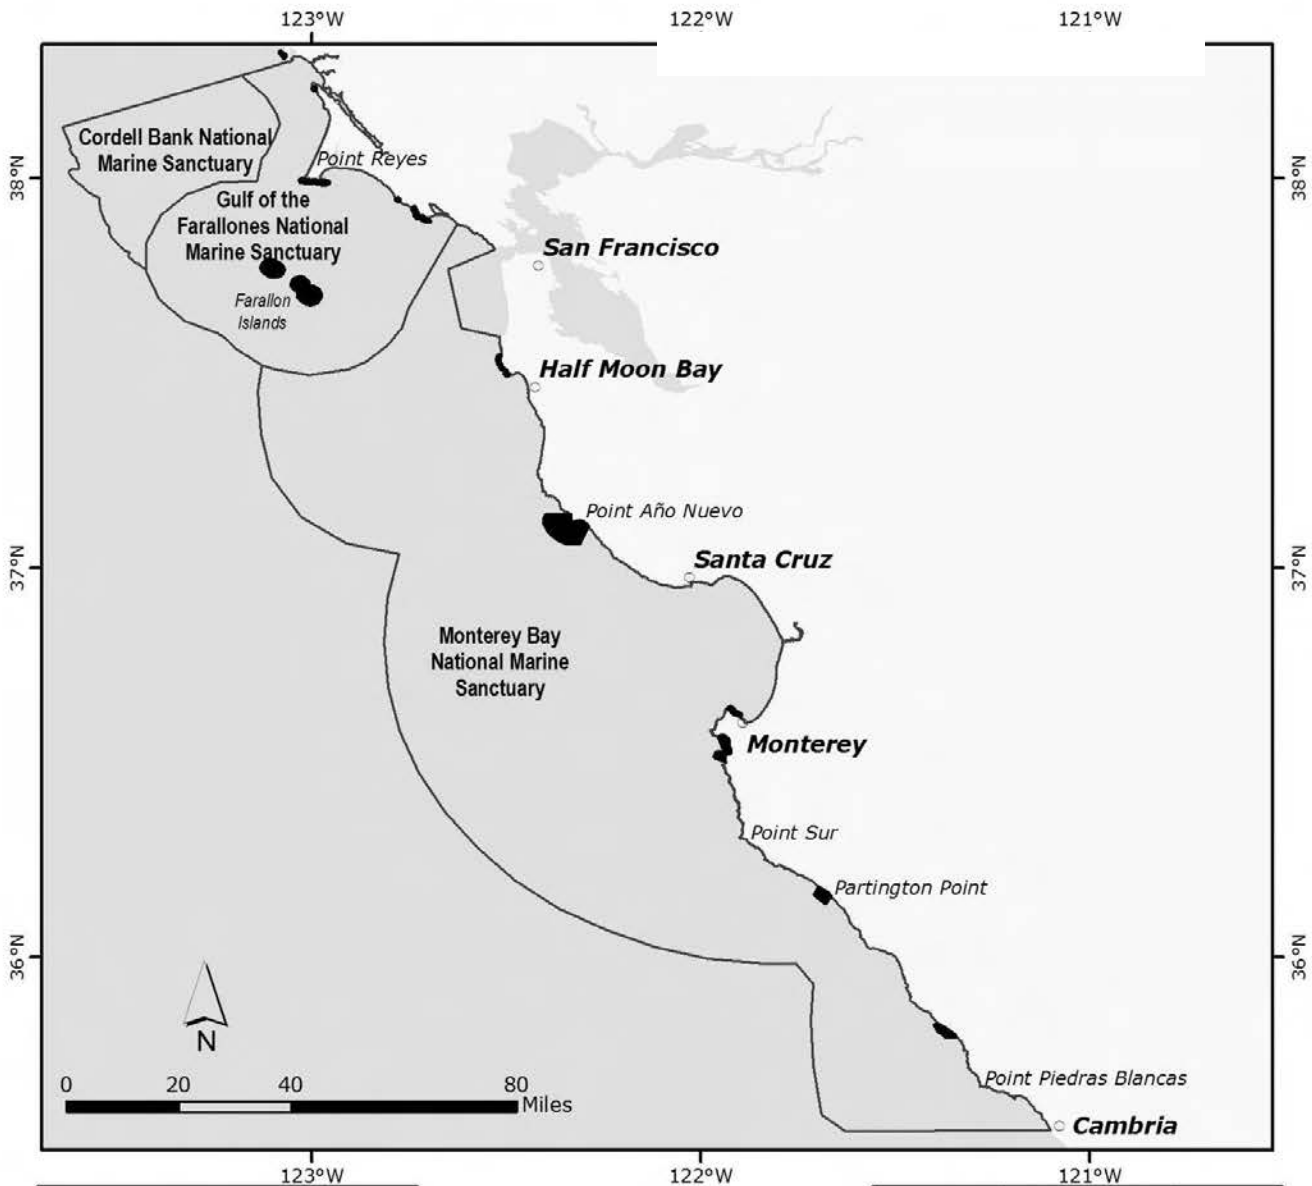 123°W
122°W
121°W
Cordell Bank National
Marine Sanctuary
Point Reyes
38°N
38°N
Gulf of the
Farallones National
Marine Sanctuary
San Francisco
Farallon
Islands
Half Moon Bay
Point Año Nuevo
37°N
Santa Cruz
37°N
Monterey Bay
National Marine
Sanctuary
Monterey
Point Sur
Partington Point
36°N
36°N
N
Point Piedras Blancas
0 20 40 80
Miles
Cambria
123°W
122°W
121°W